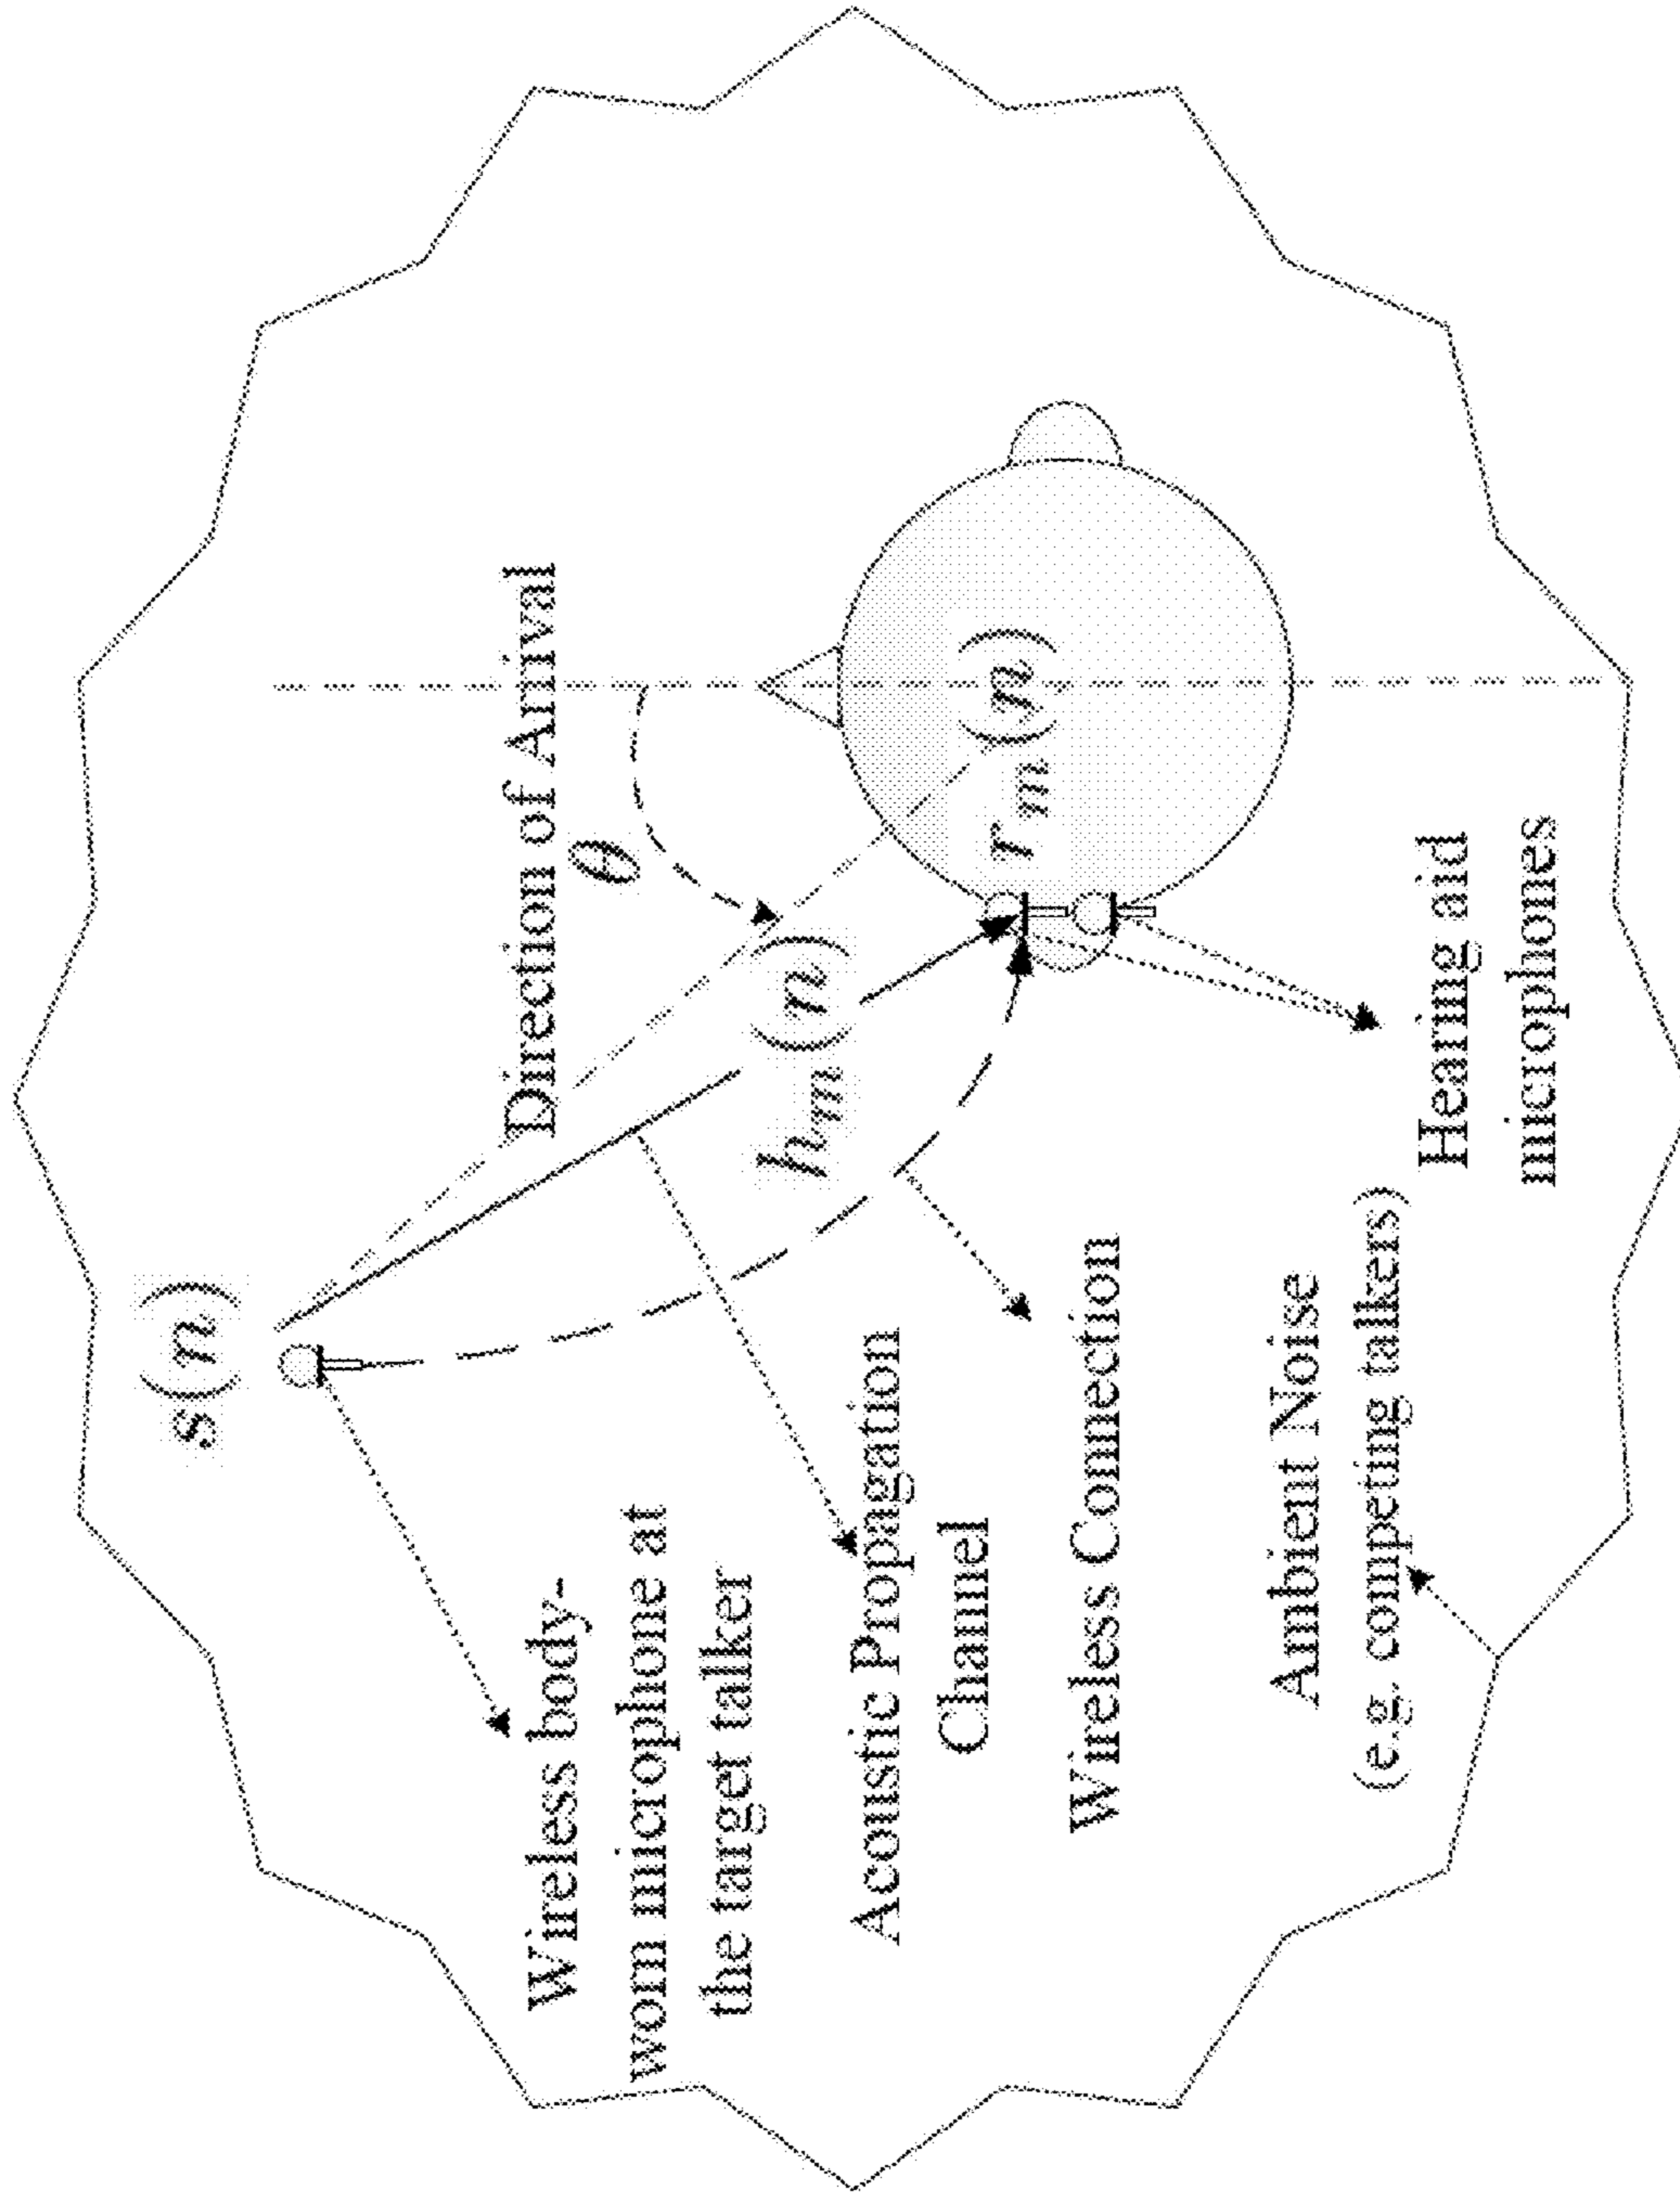 s(n)
Direction of Arrival
θ
Wireless body-
worn microphone at
the target talker
h_m(n)
Acoustic Propagation
Channel
r_m(n)
Wireless Connection
Ambient Noise
(e.g. competing talkers)
Hearing aid
microphones